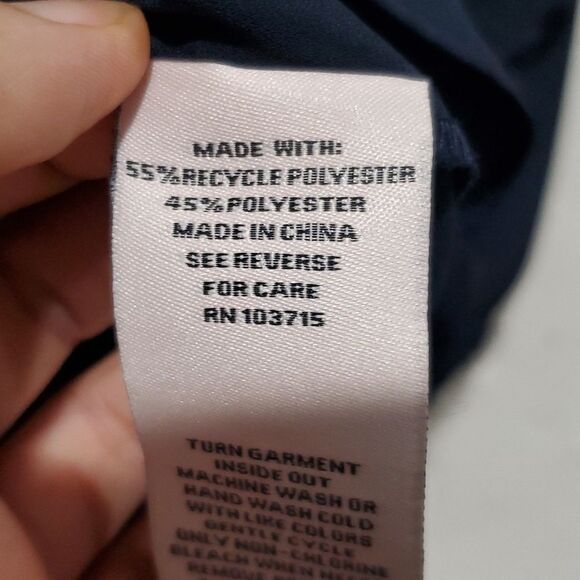 MADE WITH:
55%RECYCLE POLYESTER
45%POLYESTER
MADE IN CHINA
SEE REVERSE
FOR CARE
RN 103715
TURN GARMENT
INSIDE OUT
MACHINE WASH OR
HAND WASH COLD
WITH LIKE COLORS
GENTLE CYCLE
ONLY NON-CHLORINE
BLEACH WHEN
REMOVE